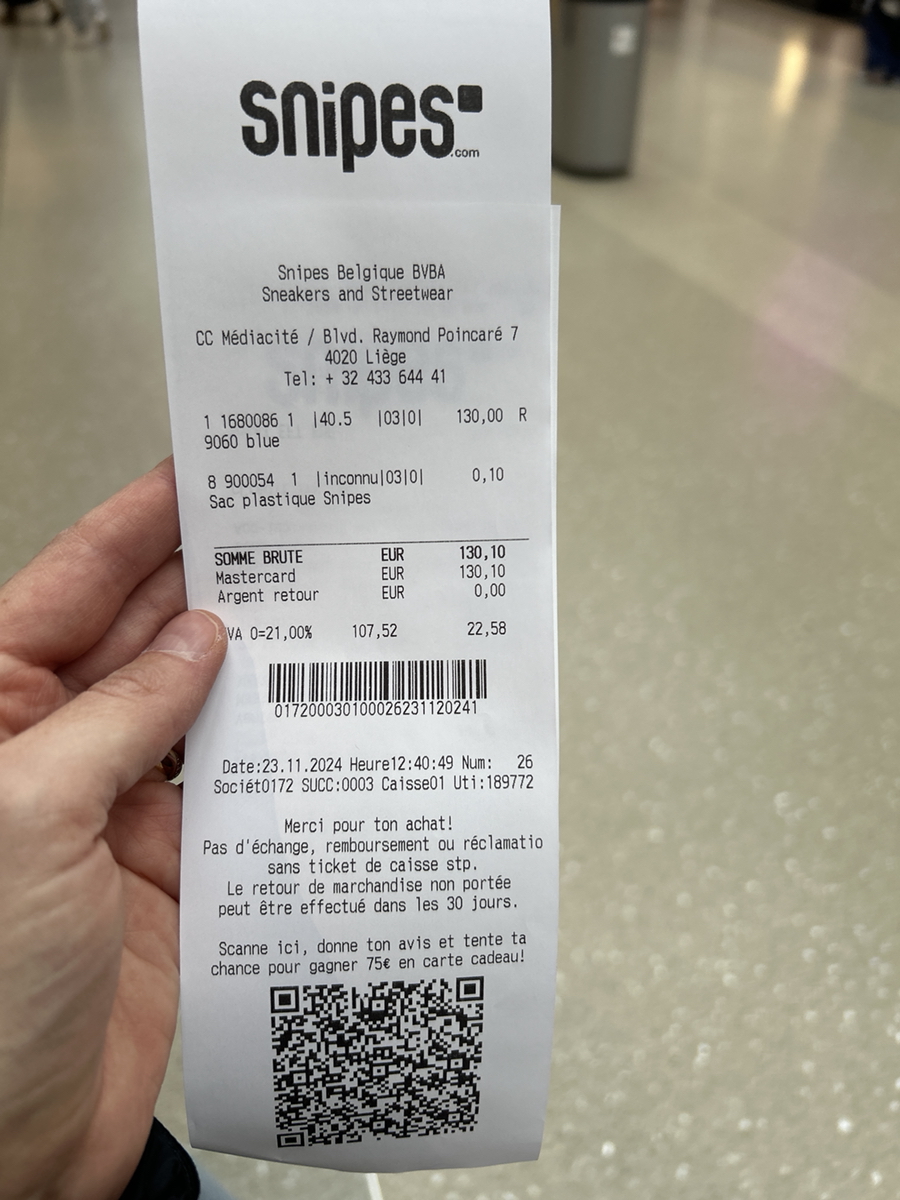 snipes
.com
Snipes Belgique BVBA
Sneakers and Streetwear
CC Médiacité / Blvd. Raymond Poincaré 7
4020 Liège
Tel: + 32 433 644 41
1 1680086 1 |40.5 |03|0| 130,00 R
9060 blue
8 900054 1 |inconnu|03|0| 0,10
Sac plastique Snipes
SOMME BRUTE EUR 130,10
Mastercard EUR 130,10
Argent retour EUR 0,00
VA 0=21,00% 107,52 22,58
017200030100026231120241
Date:23.11.2024 Heure12:40:49 Num: 26
Sociét0172 SUCC:0003 Caisse01 Uti:189772
Merci pour ton achat!
Pas d'échange, remboursement ou réclamatio
sans ticket de caisse stp.
Le retour de marchandise non portée
peut être effectué dans les 30 jours.
Scanne ici, donne ton avis et tente ta
chance pour gagner 75€ en carte cadeau!